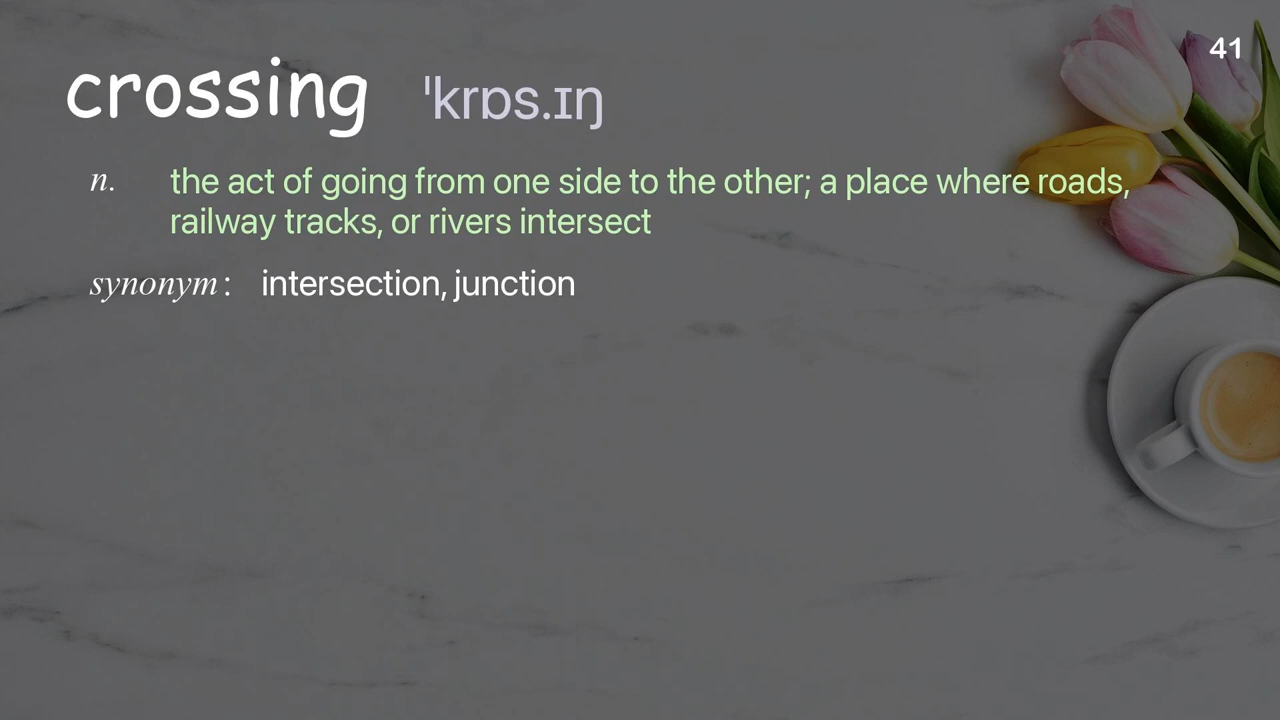 41
crossing ˈkrɒs.ɪŋ
n. the act of going from one side to the other; a place where roads,
railway tracks, or rivers intersect
synonym: intersection, junction